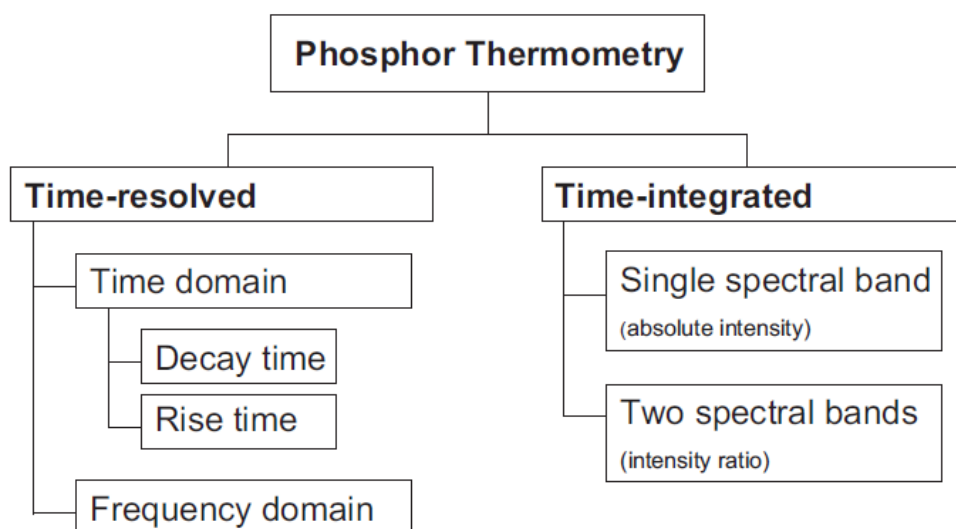 Phosphor Thermometry
Time-resolved
Time domain
Decay time
Rise time
Frequency domain
Time-integrated
Single spectral band
(absolute intensity)
Two spectral bands
(intensity ratio)